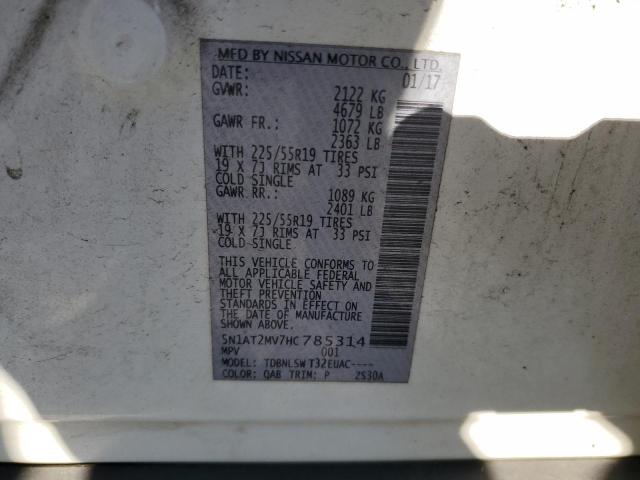 MFD BY NISSAN MOTOR CO., LTD.
DATE: 01/17
GVWR: 2122 KG
4679 LB
GAWR FR.: 1072 KG
2363 LB
WITH 225/55R19 TIRES
19 X 7J RIMS AT 33 PSI
COLD SINGLE
GAWR RR.: 1089 KG
2401 LB
WITH 225/55R19 TIRES
19 X 7J RIMS AT 33 PSI
COLD SINGLE
THIS VEHICLE CONFORMS TO
ALL APPLICABLE FEDERAL
MOTOR VEHICLE SAFETY AND
THEFT PREVENTION
STANDARDS IN EFFECT ON
THE DATE OF MANUFACTURE
SHOWN ABOVE.
5N1AT2MV7HC785314
MPV 001
MODEL: TDBNLSW T32EUAC----
COLOR: QAB TRIM: P 2S30A